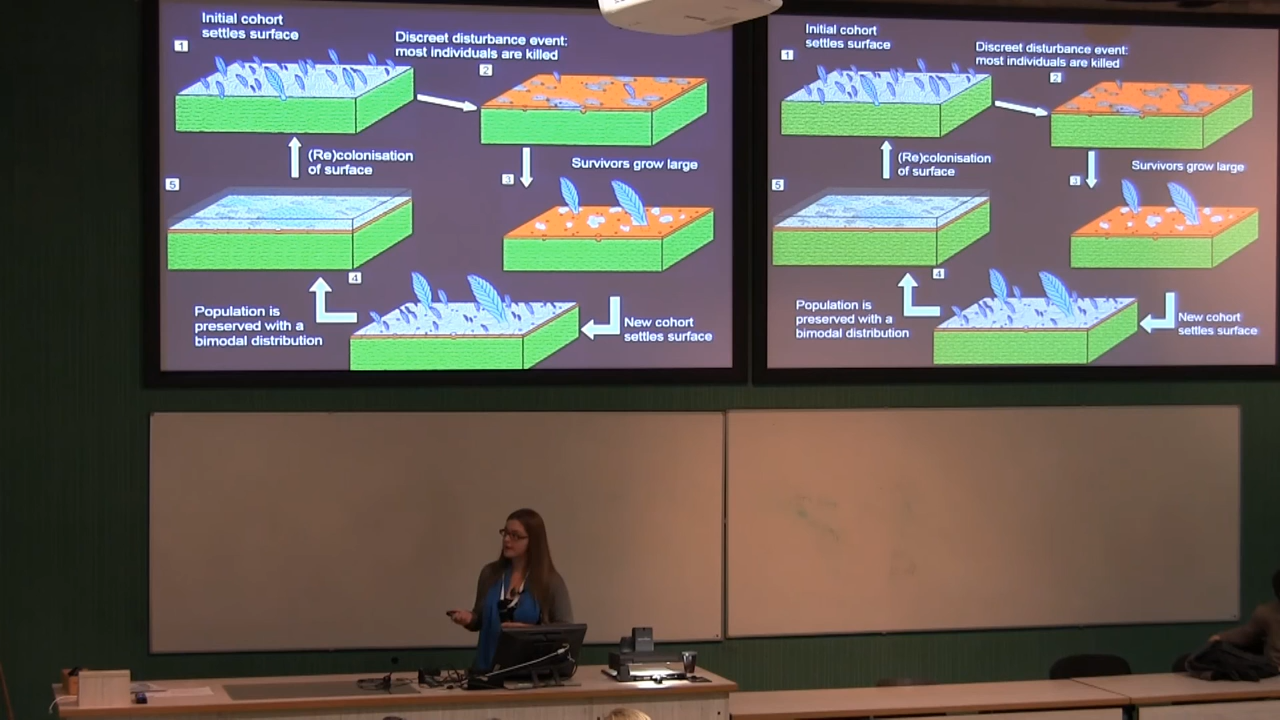 Initial cohort
settles surface
1
Discreet disturbance event:
most individuals are killed
2
(Re)colonisation
of surface
Survivors grow large
5
3
4
Population is
preserved with a
bimodal distribution
New cohort
settles surface
Initial cohort
settles surface
1
Discreet disturbance event:
most individuals are killed
2
(Re)colonisation
of surface
Survivors grow large
5
3
4
Population is
preserved with a
bimodal distribution
New cohort
settles surface